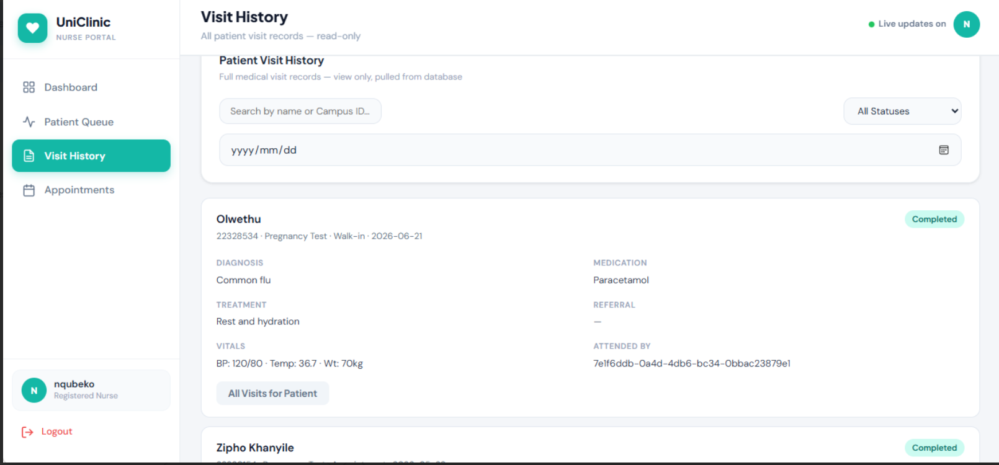 UniClinic
NURSE PORTAL
Dashboard
Patient Queue
Visit History
Appointments
N
nqubeko
Registered Nurse
Logout
Visit History
All patient visit records — read-only
Live updates on
N
Patient Visit History
Full medical visit records — view only, pulled from database
Search by name or Campus ID...
All Statuses
yyyy/mm/dd
Olwethu
Completed
22328534 · Pregnancy Test · Walk-in · 2026-06-21
DIAGNOSIS
Common flu
MEDICATION
Paracetamol
TREATMENT
Rest and hydration
REFERRAL
—
VITALS
BP: 120/80 · Temp: 36.7 · Wt: 70kg
ATTENDED BY
7e1f6ddb-0a4d-4db6-bc34-0bbac23879e1
All Visits for Patient
Zipho Khanyile
Completed